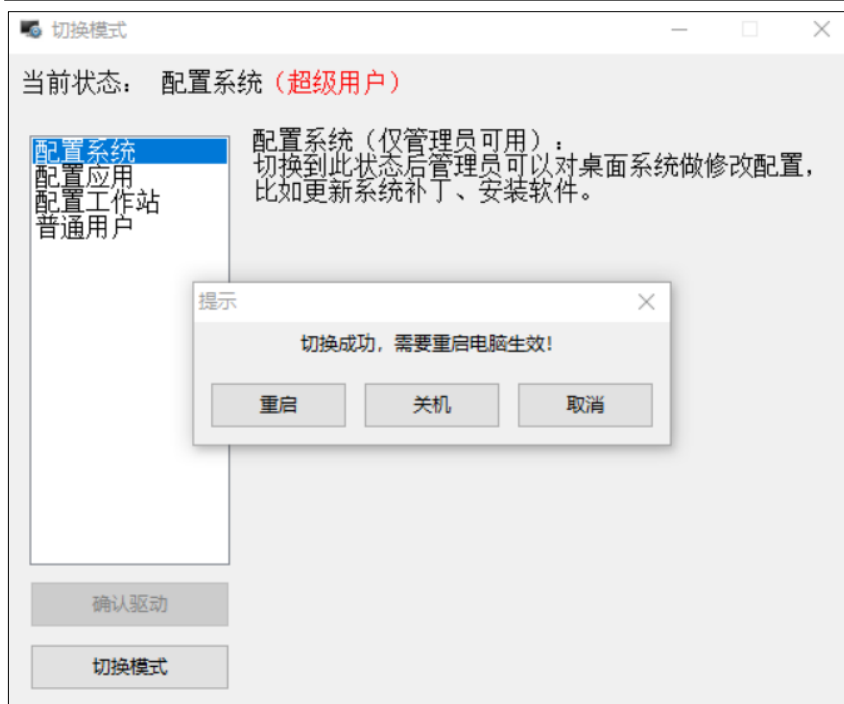 切换模式
当前状态： 配置系统（超级用户）
配置系统
配置应用
配置工作站
普通用户
配置系统（仅管理员可用）：
切换到此状态后管理员可以对桌面系统做修改配置，
比如更新系统补丁、安装软件。
提示
切换成功，需要重启电脑生效!
重启
关机
取消
确认驱动
切换模式